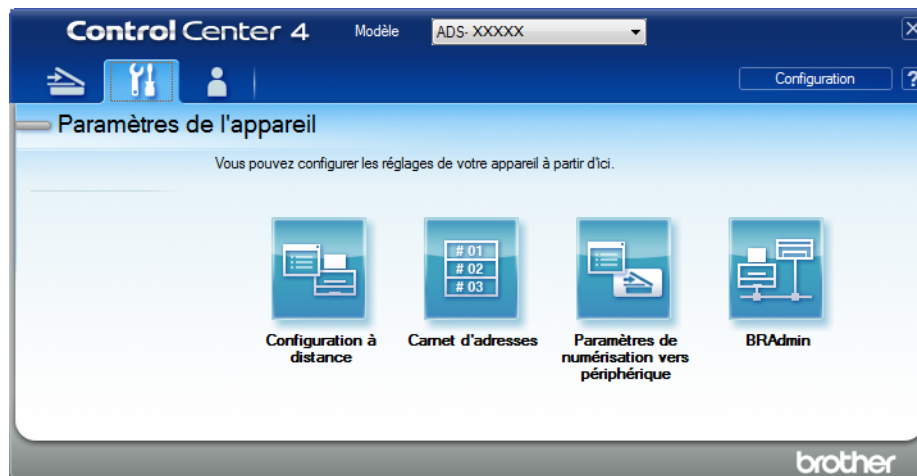 Control Center 4
Modèle
ADS- XXXXX
X
Configuration
?
Paramètres de l'appareil
Vous pouvez configurer les réglages de votre appareil à partir d'ici.
# 01
# 02
# 03
Configuration à
distance
Carnet d'adresses
Paramètres de
numérisation vers
périphérique
BRAdmin
brother